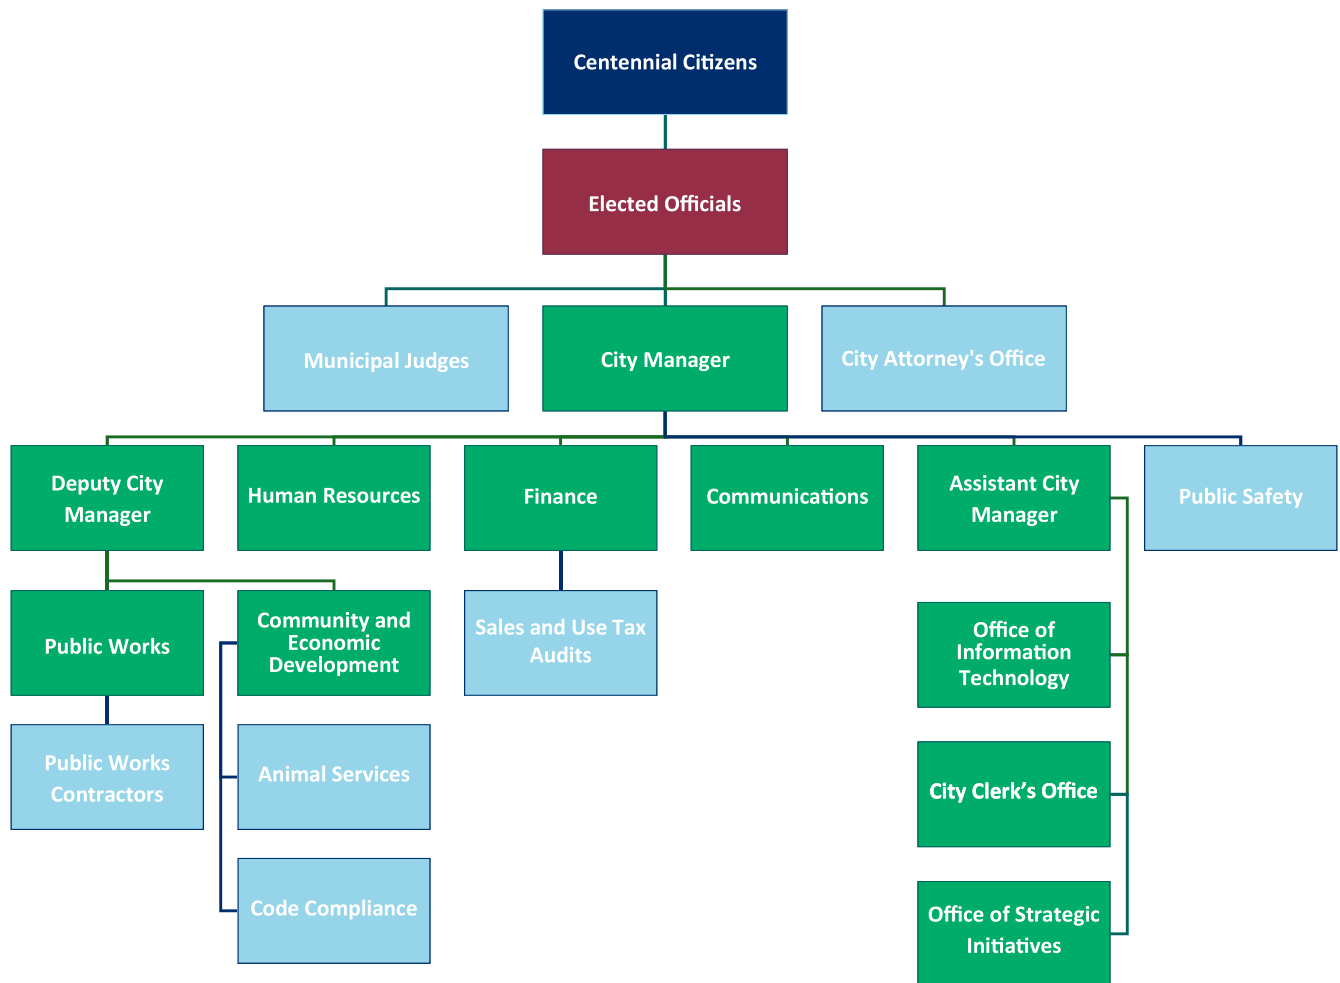 Centennial Citizens
Elected Officials
Municipal Judges
City Manager
City Attorney's Office
Deputy City
Manager
Human Resources
Finance
Communications
Assistant City
Manager
Public Safety
Public Works
Community and
Economic
Development
Sales and Use Tax
Audits
Office of
Information
Technology
Public Works
Contractors
Animal Services
City Clerk’s Office
Code Compliance
Office of Strategic
Initiatives